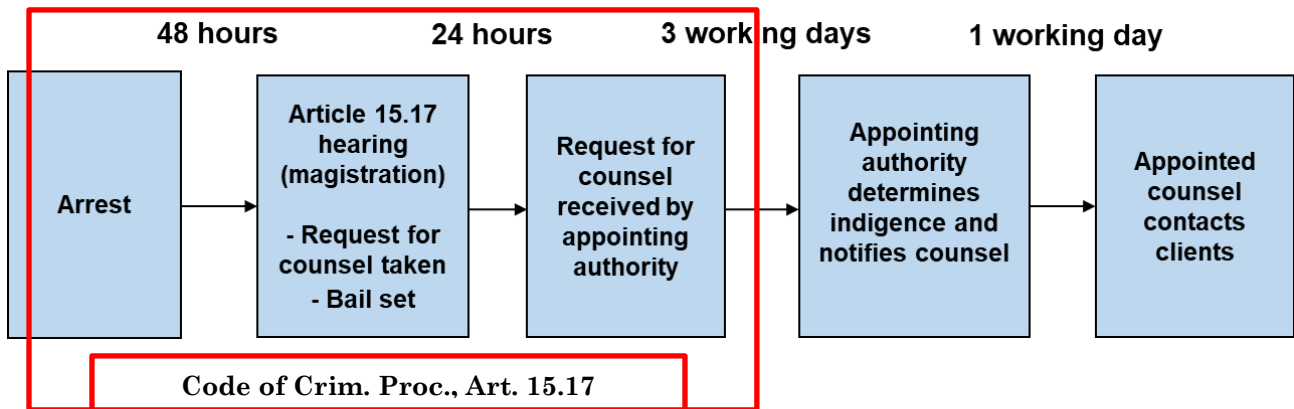 48 hours
24 hours
3 working days
1 working day
Arrest
Article 15.17
hearing
(magistration)
- Request for
counsel taken
- Bail set
Request for
counsel
received by
appointing
authority
Appointing
authority
determines
indigence and
notifies counsel
Appointed
counsel
contacts
clients
Code of Crim. Proc., Art. 15.17